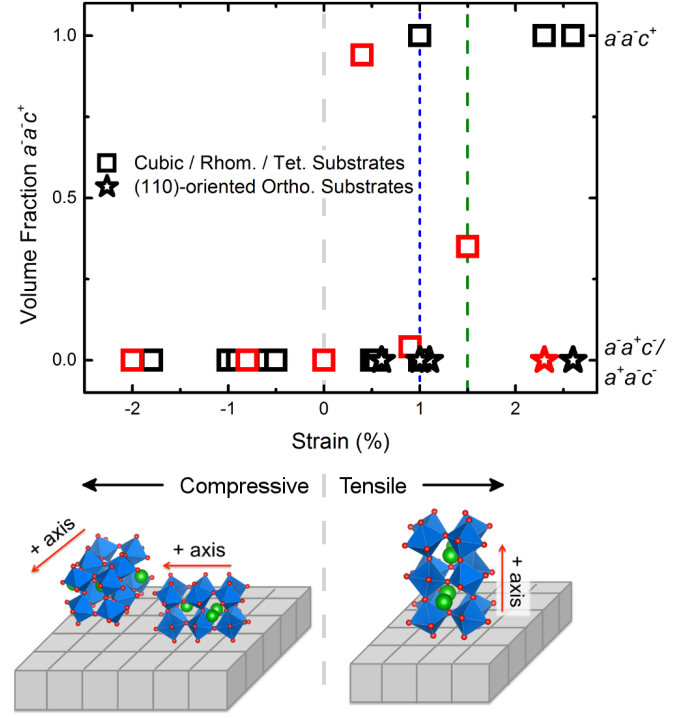 1.0
a⁻a⁻c⁺
Volume Fraction a⁻a⁻c⁺
Cubic / Rhom. / Tet. Substrates
(110)-oriented Ortho. Substrates
0.5
0.0
a⁻a⁺c⁻/
a⁺a⁻c⁻
-2
-1
0
1
2
Strain (%)
Compressive
Tensile
+ axis
+ axis
+ axis